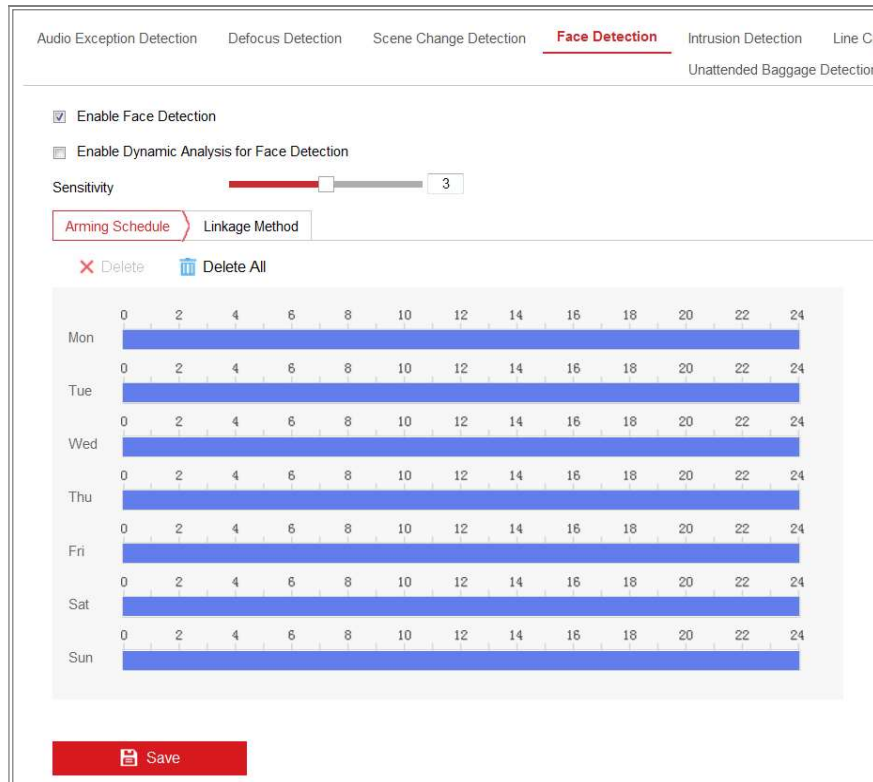 Audio Exception Detection Defocus Detection Scene Change Detection Face Detection Intrusion Detection Line C
Unattended Baggage Detection
Enable Face Detection
Enable Dynamic Analysis for Face Detection
Sensitivity 3
Arming Schedule Linkage Method
Delete Delete All
0 2 4 6 8 10 12 14 16 18 20 22 24
Mon
0 2 4 6 8 10 12 14 16 18 20 22 24
Tue
0 2 4 6 8 10 12 14 16 18 20 22 24
Wed
0 2 4 6 8 10 12 14 16 18 20 22 24
Thu
0 2 4 6 8 10 12 14 16 18 20 22 24
Fri
0 2 4 6 8 10 12 14 16 18 20 22 24
Sat
0 2 4 6 8 10 12 14 16 18 20 22 24
Sun
Save